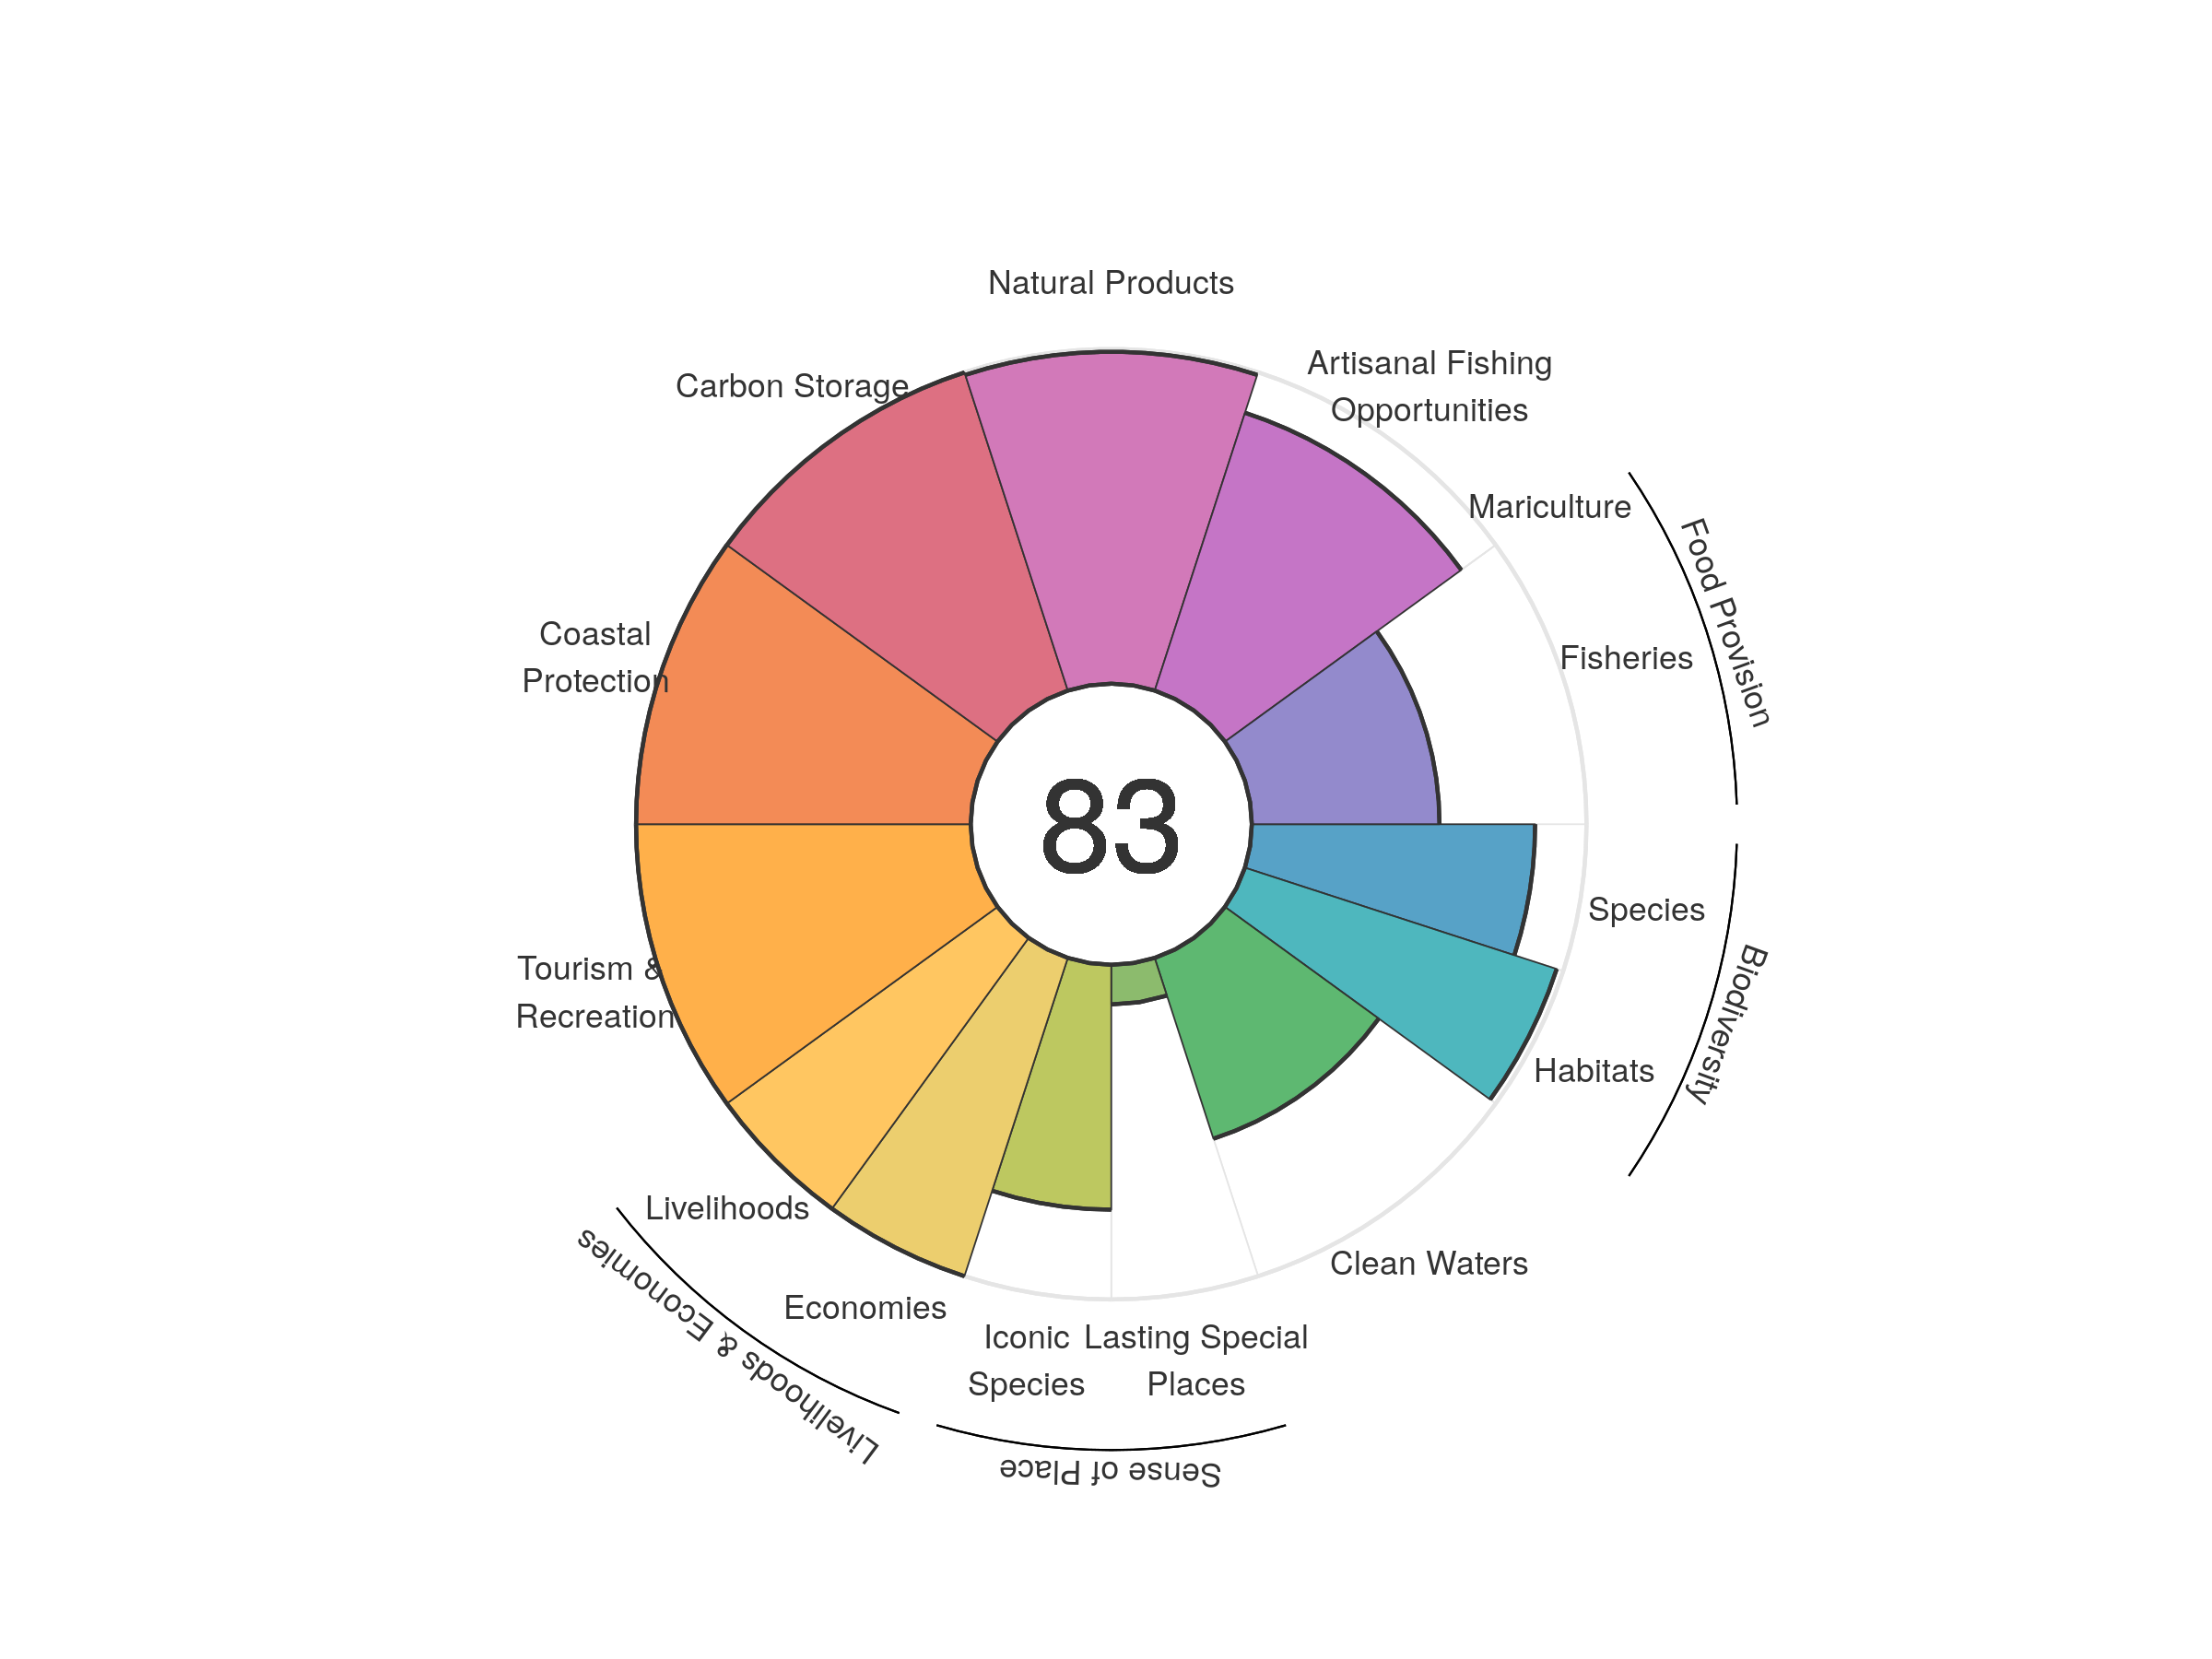 Natural Products
Artisanal Fishing
Opportunities
Carbon Storage
Mariculture
Food Provision
Coastal
Protection
Fisheries
83
Species
Biodiversity
Tourism &
Recreation
Habitats
Livelihoods
Clean Waters
Economies
Livelihoods & Economies
Iconic
Species
Lasting Special
Places
Sense of Place